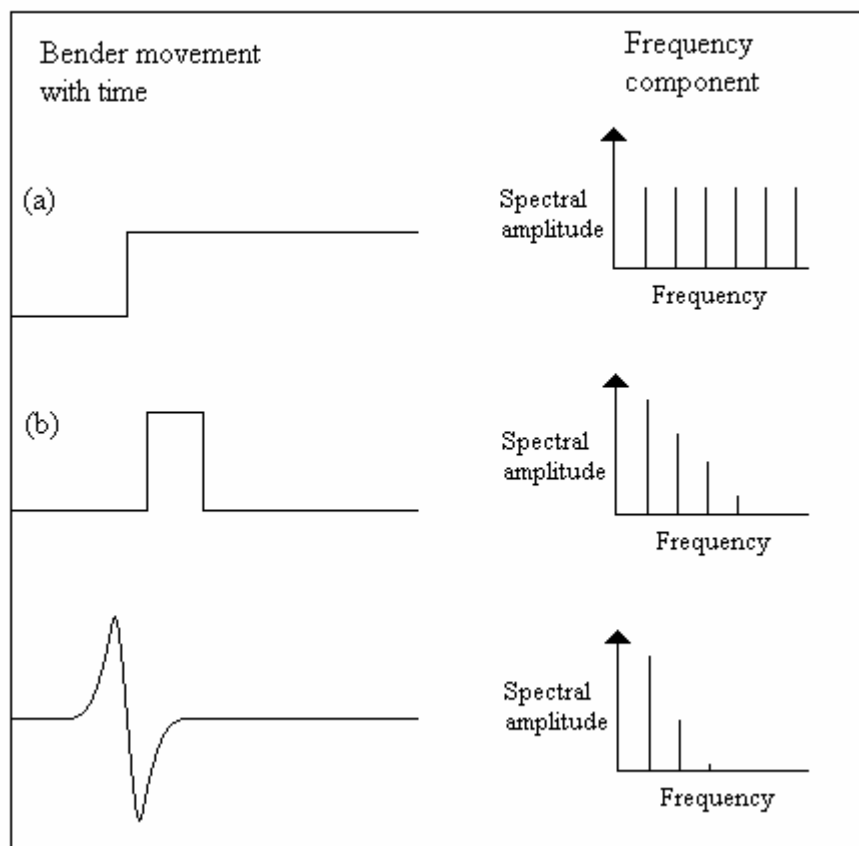 Bender movement
with time
Frequency
component
(a)
Spectral
amplitude
Frequency
(b)
Spectral
amplitude
Frequency
Spectral
amplitude
Frequency